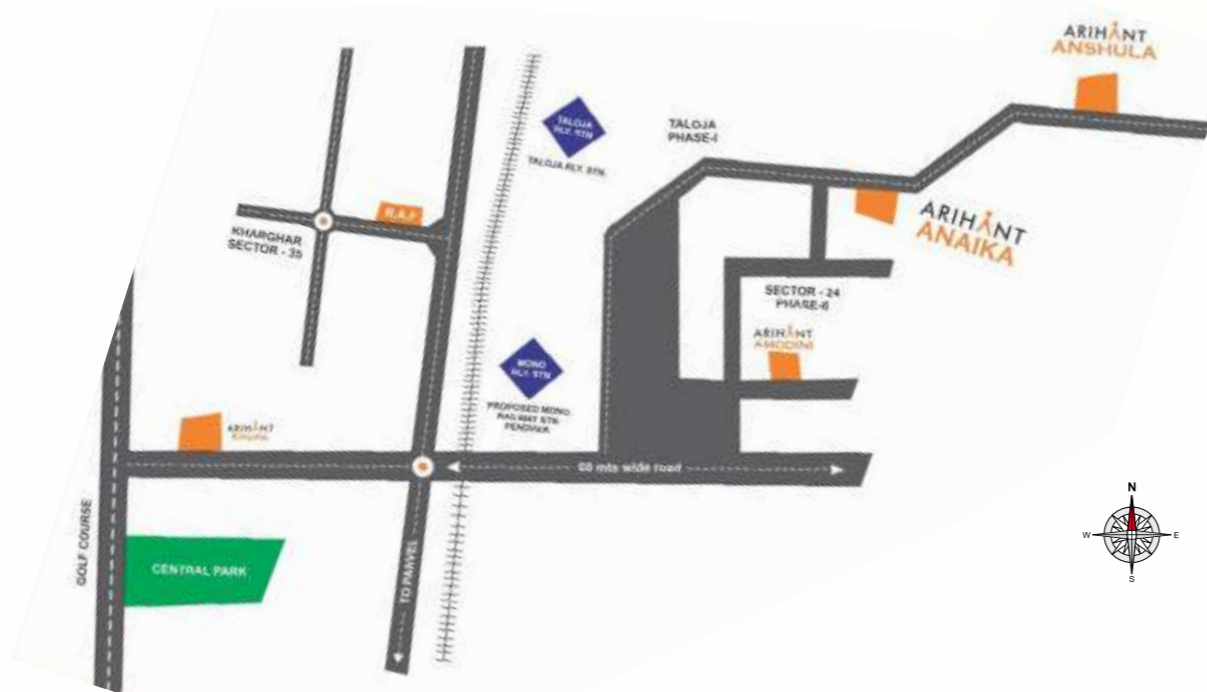 ARIHANT
ANSHULA
TALOJA
RLY. STN
TALOJA RLY. STN.
TALOJA
PHASE-I
R.A.F
KHARGHAR
SECTOR - 35
ARIHANT
ANAIKA
SECTOR - 24
PHASE-II
ARIHANT
AMODINI
MONO
RLY. STN
PROPOSED MONO
RAILWAY STN
PENDHER
ARIHANT
60 mts wide road
GOLF COURSE
CENTRAL PARK
TO PANVEL
N
W
E
S